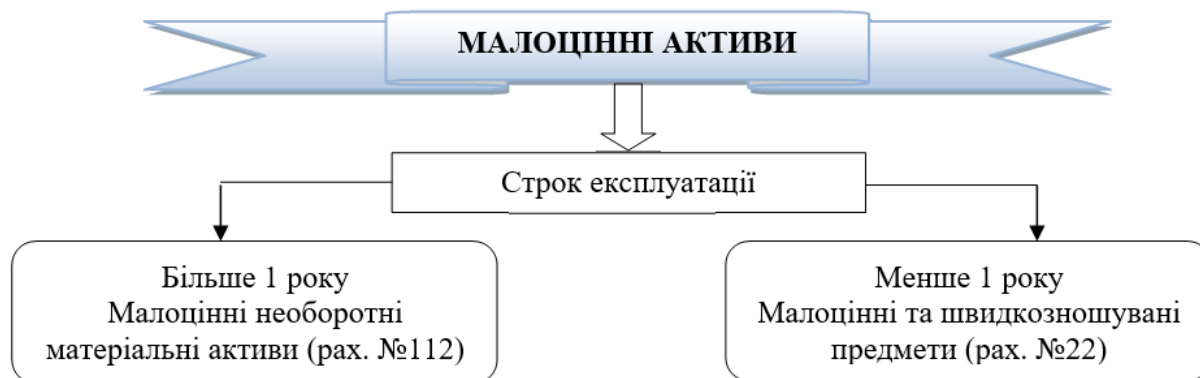 МАЛОЦІННІ АКТИВИ
Строк експлуатації
Більше 1 року
Малоцінні необоротні
матеріальні активи (рах. №112)
Менше 1 року
Малоцінні та швидкозношувані
предмети (рах. №22)